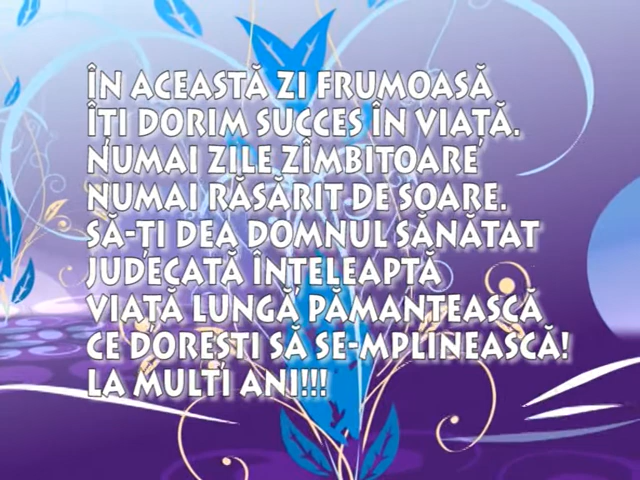 ÎN ACEASTĂ ZI FRUMOASĂ
ÎȚI DORIM SUCCES ÎN VIAȚĂ.
NUMAI ZILE ZÎMBITOARE
NUMAI RĂSĂRIT DE SOARE.
SĂ-ȚI DEA DOMNUL SĂNĂTAT
JUDECATĂ ÎNȚELEAPTĂ
VIAȚĂ LUNGĂ PĂMANTEASCĂ
CE DOREȘTI SĂ SE-MPLINEASCĂ!
LA MULȚI ANI!!!